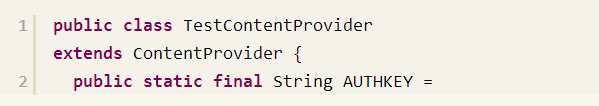 1 public class TestContentProvider
extends ContentProvider {
2 public static final String AUTHKEY =